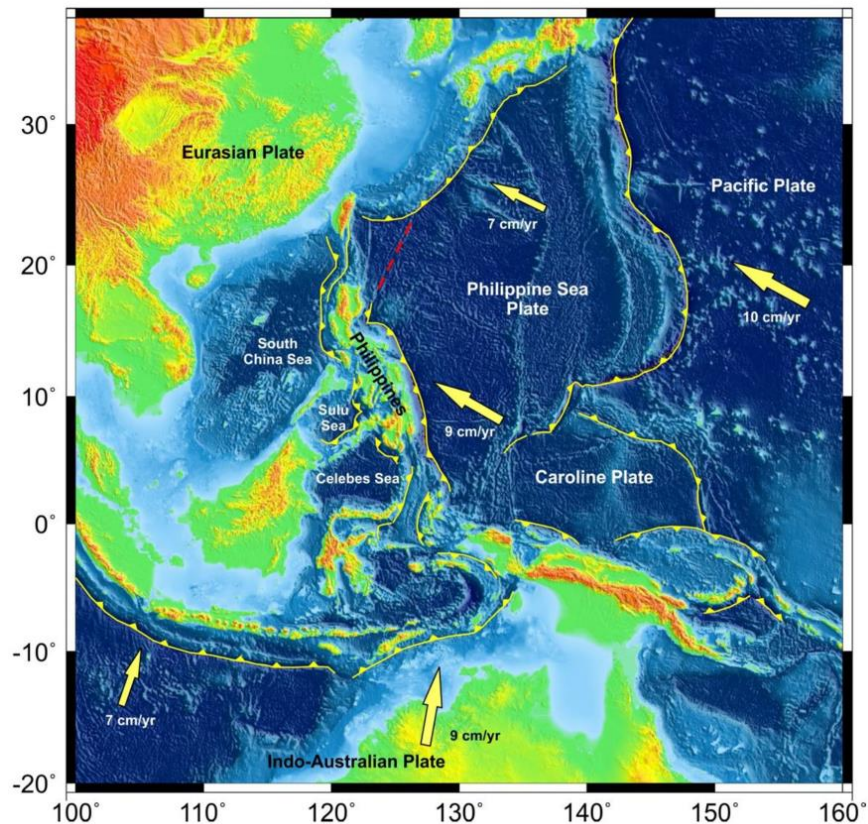 30°
20°
10°
0°
-10°
-20°
100
110°
120°
130°
140°
150°
160°
Eurasian Plate
Pacific Plate
7 cm/yr
Philippine Sea
Plate
10 cm/yr
South
China Sea
Philippines
Sulu
Sea
9 cm/yr
Celebes Sea
Caroline Plate
7 cm/yr
9 cm/yr
Indo-Australian Plate